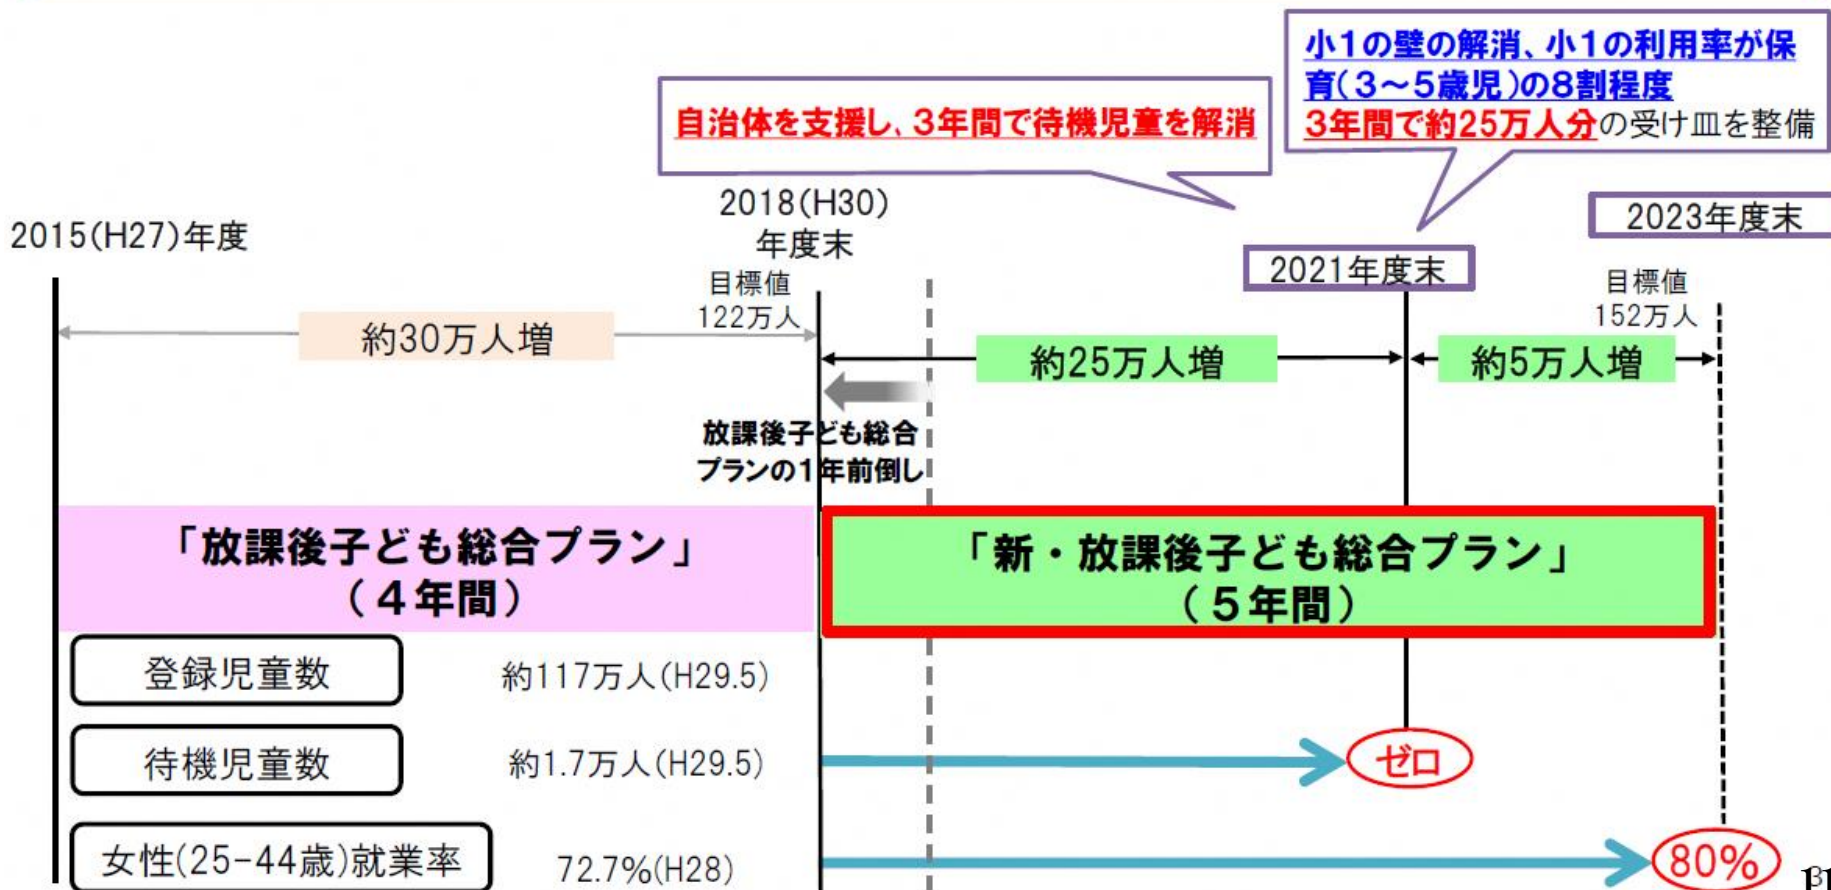 小1の壁の解消、小1の利用率が保
育(3～5歳児)の8割程度
3年間で約25万人分の受け皿を整備
自治体を支援し、3年間で待機児童を解消
2015(H27)年度
2018(H30)
年度末
2021年度末
2023年度末
目標値
122万人
目標値
152万人
約30万人増
約25万人増
約5万人増
放課後子ども総合
プランの1年前倒し
「放課後子ども総合プラン」
(4年間)
「新・放課後子ども総合プラン」
(5年間)
登録児童数
約117万人(H29.5)
待機児童数
約1.7万人(H29.5)
ゼロ
女性(25-44歳)就業率
72.7%(H28)
80%